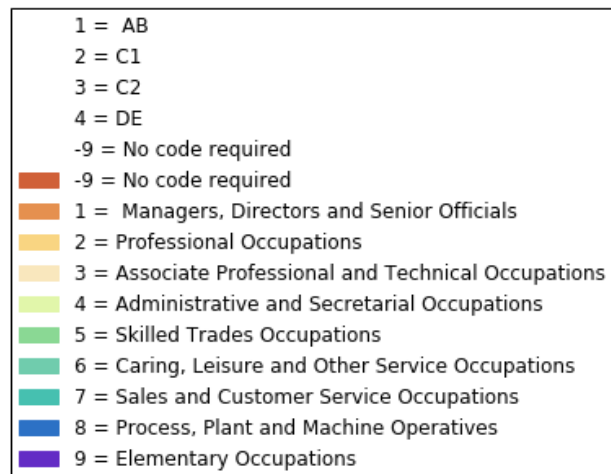 1 =  AB
2 = C1
3 = C2
4 = DE
-9 = No code required
-9 = No code required
1 =  Managers, Directors and Senior Officials
2 = Professional Occupations
3 = Associate Professional and Technical Occupations
4 = Administrative and Secretarial Occupations
5 = Skilled Trades Occupations
6 = Caring, Leisure and Other Service Occupations
7 = Sales and Customer Service Occupations
8 = Process, Plant and Machine Operatives
9 = Elementary Occupations